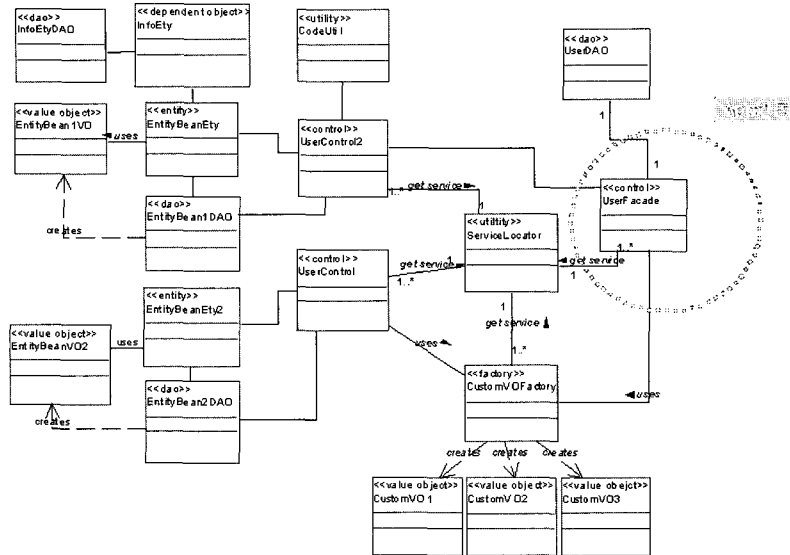 <<dao>>
InfoEtyDAO
<<dependent object>>
InfoEty
<<utility>>
CodeUtil
<<dao>>
UserDAO
<<value object>>
EntityBean1VO
uses
<<entity>>
EntityBeanEty
<<control>>
UserControl2
1
1
get service
1..*
1
<<control>>
UserFacade
<<dao>>
EntityBean1DAO
creates
<<utiltity>>
ServiceLocator
<<control>>
UserControl
get service
1
1..*
1..*
get service
1
<<entity>>
EntityBeanEty2
1
get service
<<value object>>
EntityBeanVO2
uses
uses
1..*
<<factory>>
CustomVOFactory
<<dao>>
EntityBean2DAO
uses
creates
creates
creates
creates
<<value object>>
CustomVO1
<<value object>>
CustomVO2
<<value obejct>>
CustomVO3